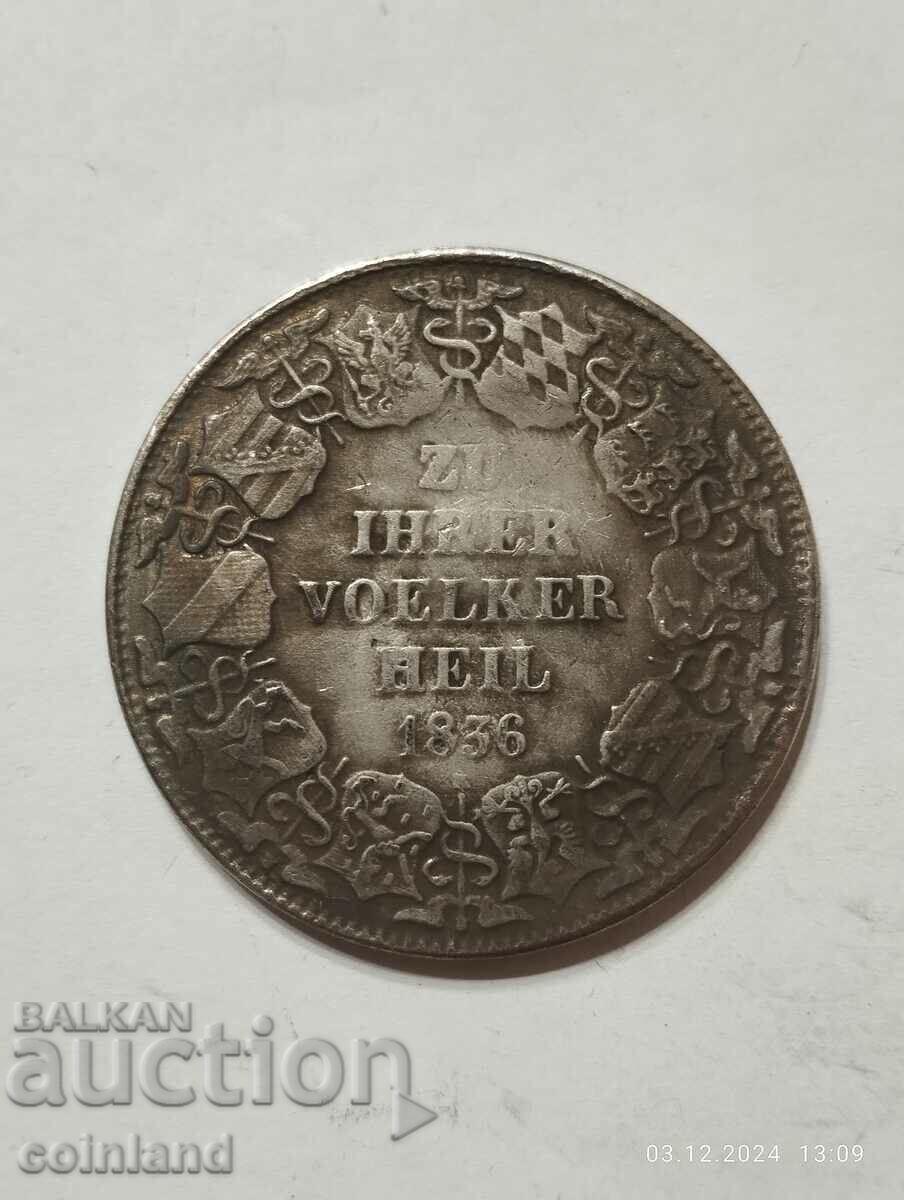 ZU
IHRER
VOELKER
HEIL
1836
BALKAN
auction
coinland
03.12.2024 13:09